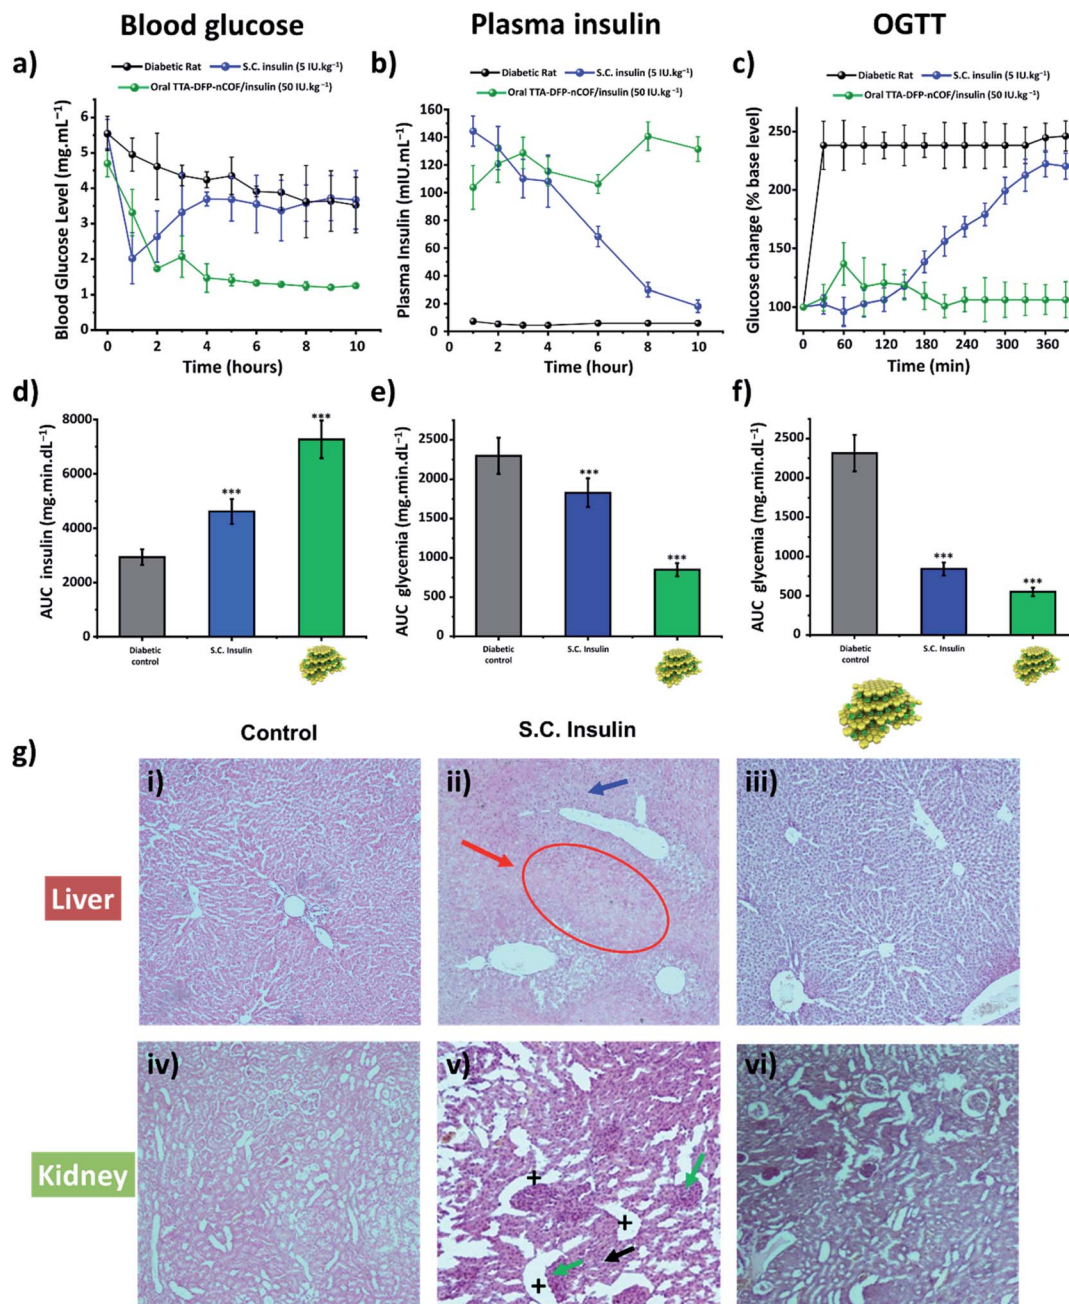 Blood glucose
Plasma insulin
OGTT
a)
Diabetic Rat
S.C. insulin (5 IU.kg⁻¹)
Oral TTA-DFP-nCOF/insulin (50 IU.kg⁻¹)
Blood Glucose Level (mg.mL⁻¹)
6
5
4
3
2
1
0
0
2
4
6
8
10
Time (hours)
b)
Diabetic Rat
S.C. insulin (5 IU.kg⁻¹)
Oral TTA-DFP-nCOF/insulin (50 IU.kg⁻¹)
Plasma Insulin (mIU.mL⁻¹)
160
140
120
100
80
60
40
20
0
0
2
4
6
8
10
Time (hour)
c)
Diabetic Rat
S.C. insulin (5 IU.kg⁻¹)
Oral TTA-DFP-nCOF/insulin (50 IU.kg⁻¹)
Glucose change (% base level)
250
200
150
100
0
60
120
180
240
300
360
Time (min)
d)
AUC insulin (mg.min.dL⁻¹)
8000
6000
4000
2000
0
***
***
Diabetic
control
S.C. Insulin
e)
AUC glycemia (mg.min.dL⁻¹)
2500
2000
1500
1000
500
0
***
***
Diabetic
control
S.C. Insulin
f)
AUC glycemia (mg.min.dL⁻¹)
2500
2000
1500
1000
500
0
***
***
Diabetic
control
S.C. Insulin
g)
Control
S.C. Insulin
Liver
i)
ii)
iii)
Kidney
iv)
v)
+
+
+
vi)